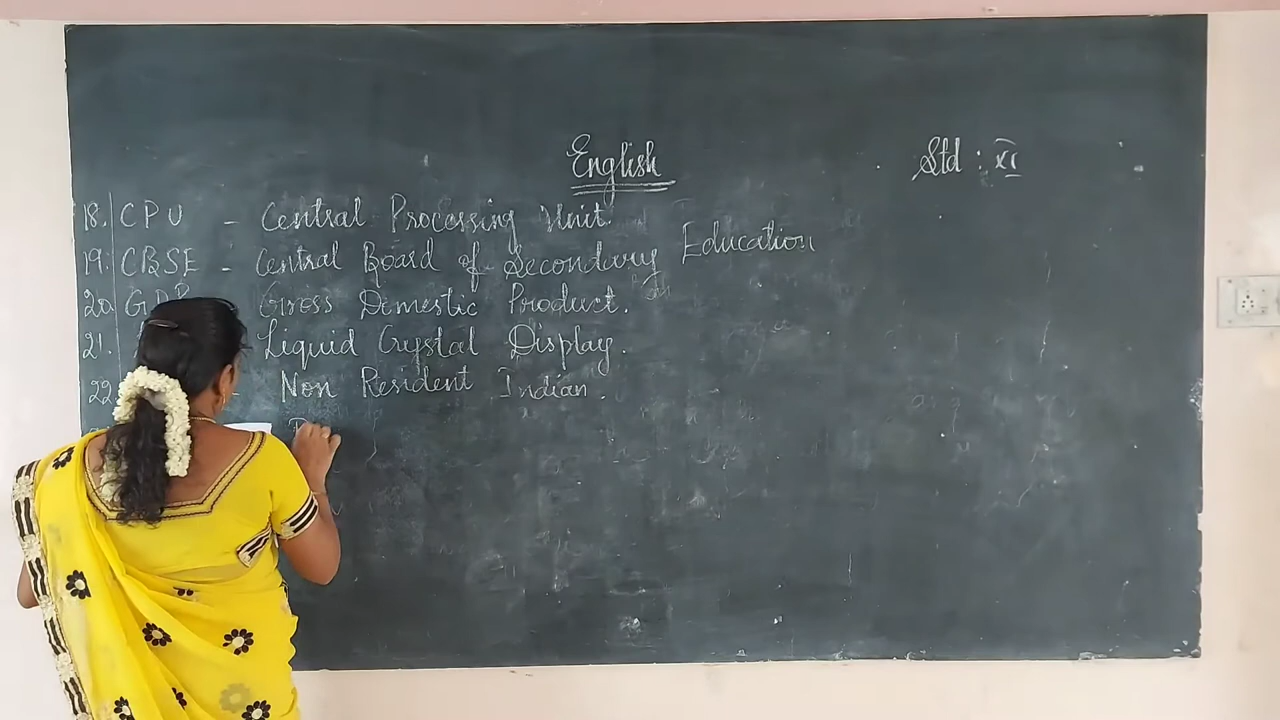 English
Std : XI
18. CPU - Central Processing Unit.
19. CBSE - Central Board of Secondary Education
20 GDP Gross Domestic Product.
21. Liquid Crystal Display.
22 - Non Resident Indian.